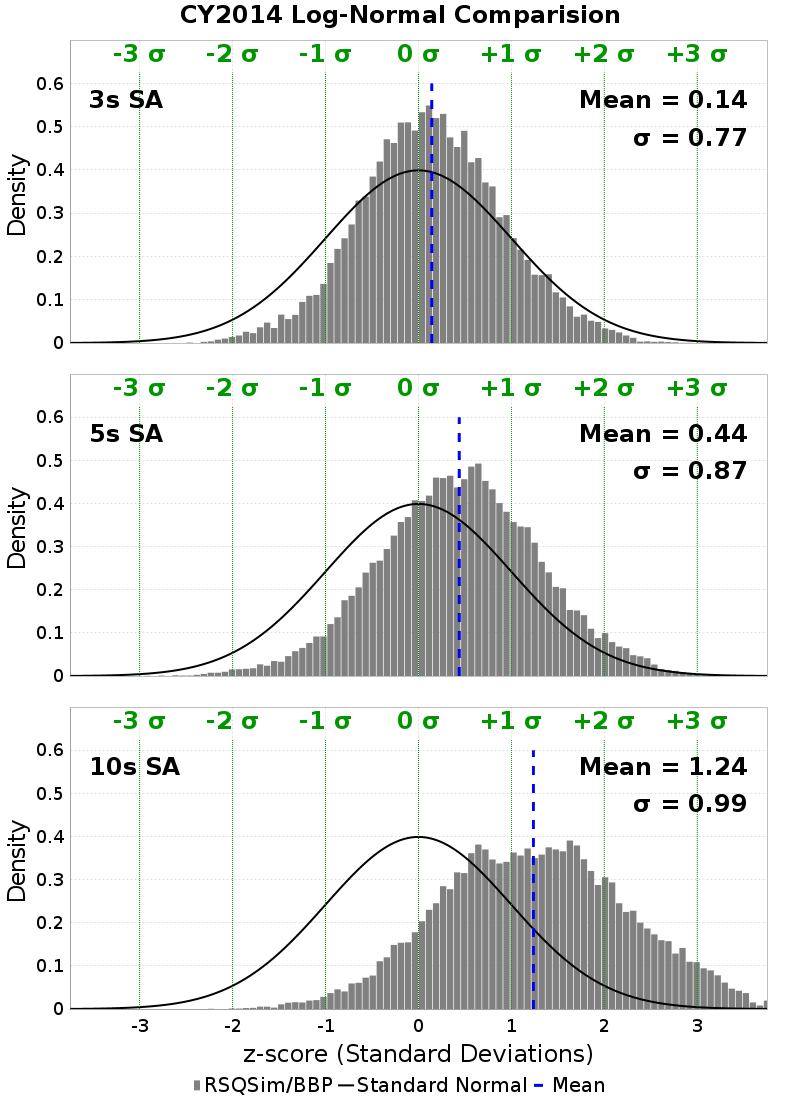 CY2014 Log-Normal Comparision
-3 σ -2 σ -1 σ 0 σ +1 σ +2 σ +3 σ
0.6
3s SA Mean = 0.14
0.5
σ = 0.77
0.4
0.3
0.2
0.1
0
Density
-3 σ -2 σ -1 σ 0 σ +1 σ +2 σ +3 σ
0.6
5s SA Mean = 0.44
0.5
σ = 0.87
0.4
0.3
0.2
0.1
0
Density
-3 σ -2 σ -1 σ 0 σ +1 σ +2 σ +3 σ
0.6
10s SA Mean = 1.24
0.5
σ = 0.99
0.4
0.3
0.2
0.1
0
Density
-3 -2 -1 0 1 2 3
z-score (Standard Deviations)
RSQSim/BBP Standard Normal Mean